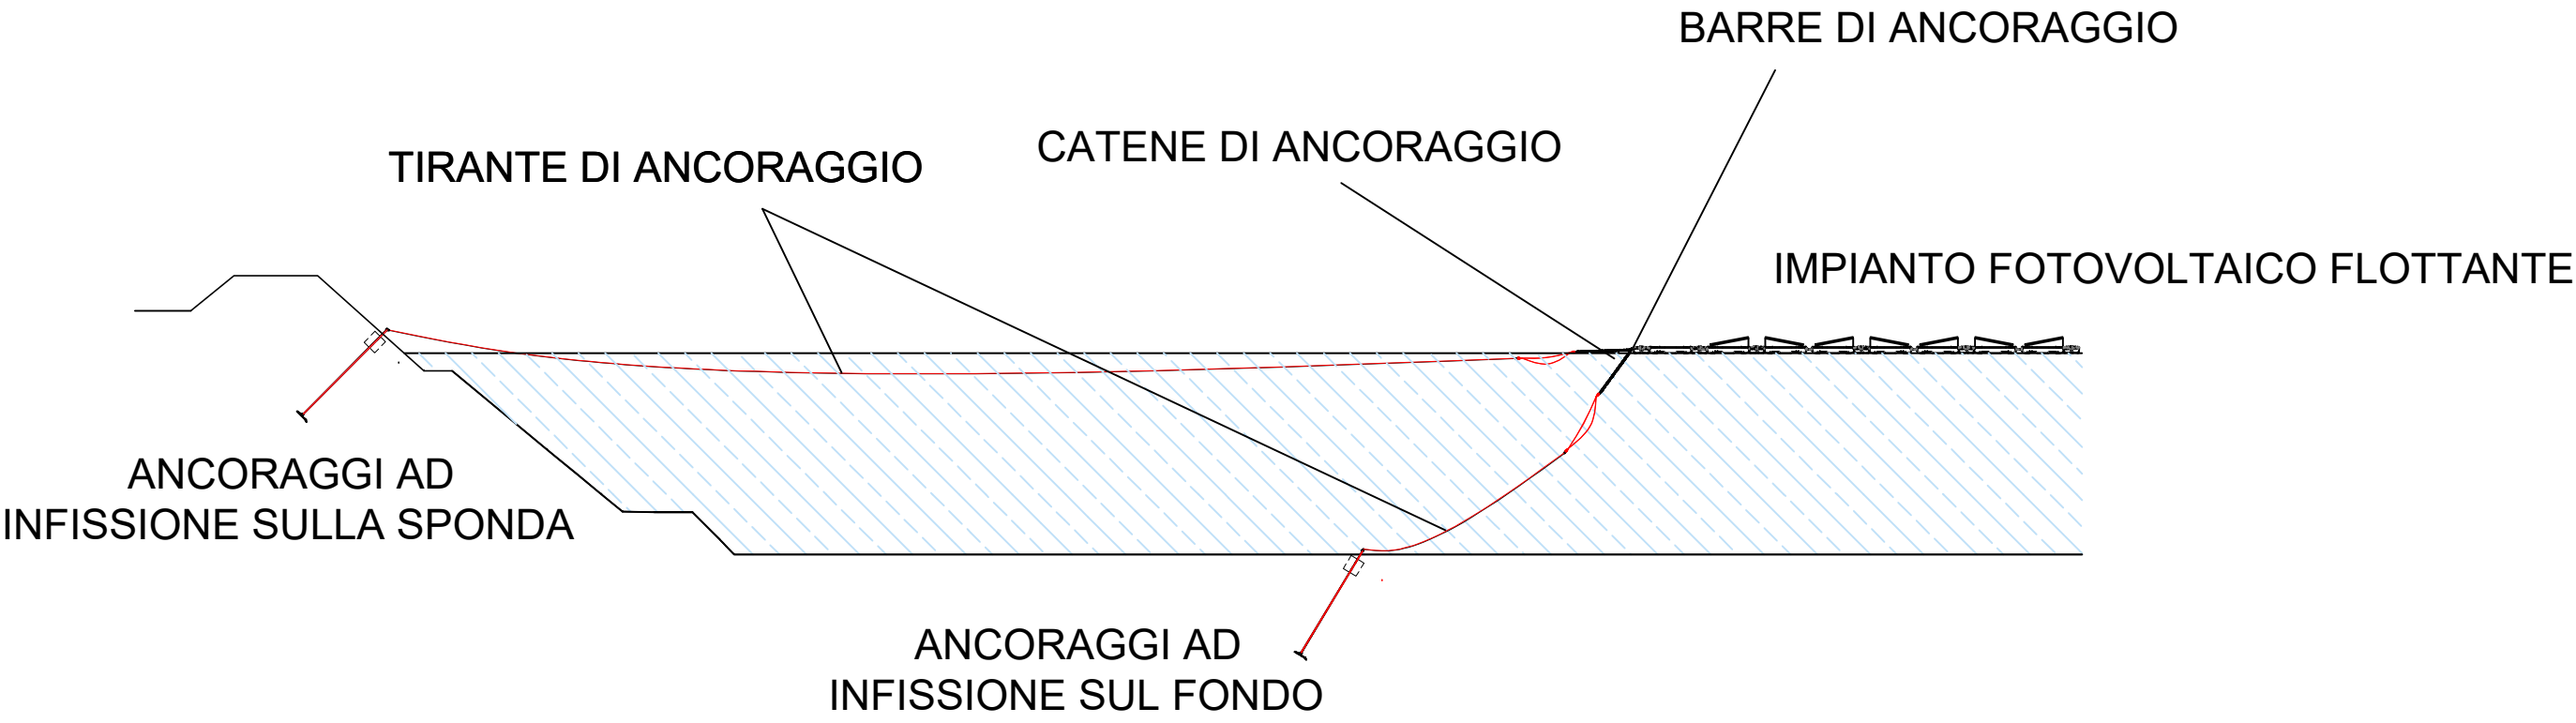 BARRE DI ANCORAGGIO
CATENE DI ANCORAGGIO
TIRANTE DI ANCORAGGIO
IMPIANTO FOTOVOLTAICO FLOTTANTE
ANCORAGGI AD
INFISSIONE SULLA SPONDA
ANCORAGGI AD
INFISSIONE SUL FONDO